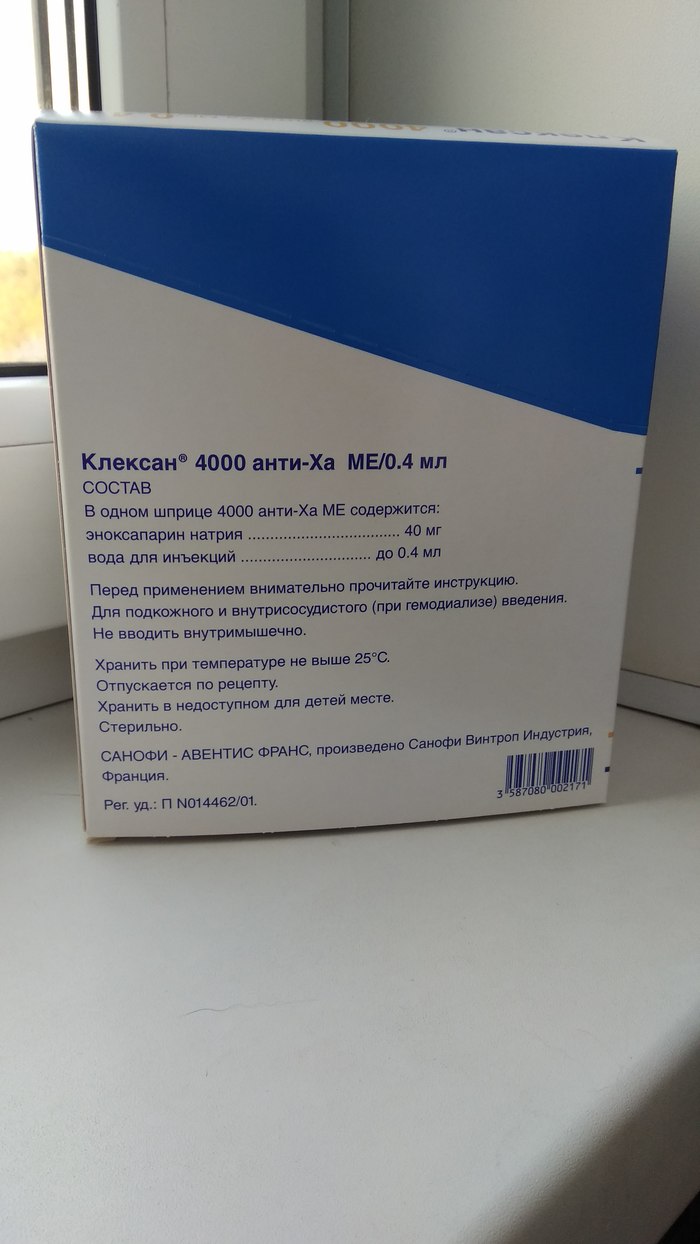 Клексан® 4000
Клексан® 4000 анти-Ха МЕ/0.4 мл
СОСТАВ
В одном шприце 4000 анти-Ха МЕ содержится:
эноксапарин натрия .................................. 40 мг
вода для инъекций ............................. до 0.4 мл
Перед применением внимательно прочитайте инструкцию.
Для подкожного и внутрисосудистого (при гемодиализе) введения.
Не вводить внутримышечно.
Хранить при температуре не выше 25°С.
Отпускается по рецепту.
Хранить в недоступном для детей месте.
Стерильно.
САНОФИ - АВЕНТИС ФРАНС, произведено Санофи Винтроп Индустрия,
Франция.
Рег. уд.: П N014462/01.
3 587080 002171